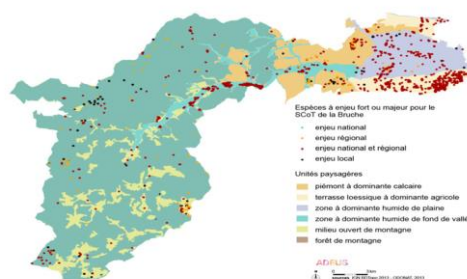 Espèces à enjeu fort ou majeur pour le
SCoT de la Bruche
enjeu national
enjeu régional
enjeu national et régional
enjeu local
Unités paysagères
piémont à dominante calcaire
terrasse loessique à dominante agricole
zone à dominante humide de plaine
zone à dominante humide de fond de vallé
milieu ouvert de montagne
forêt de montagne
ADEUS